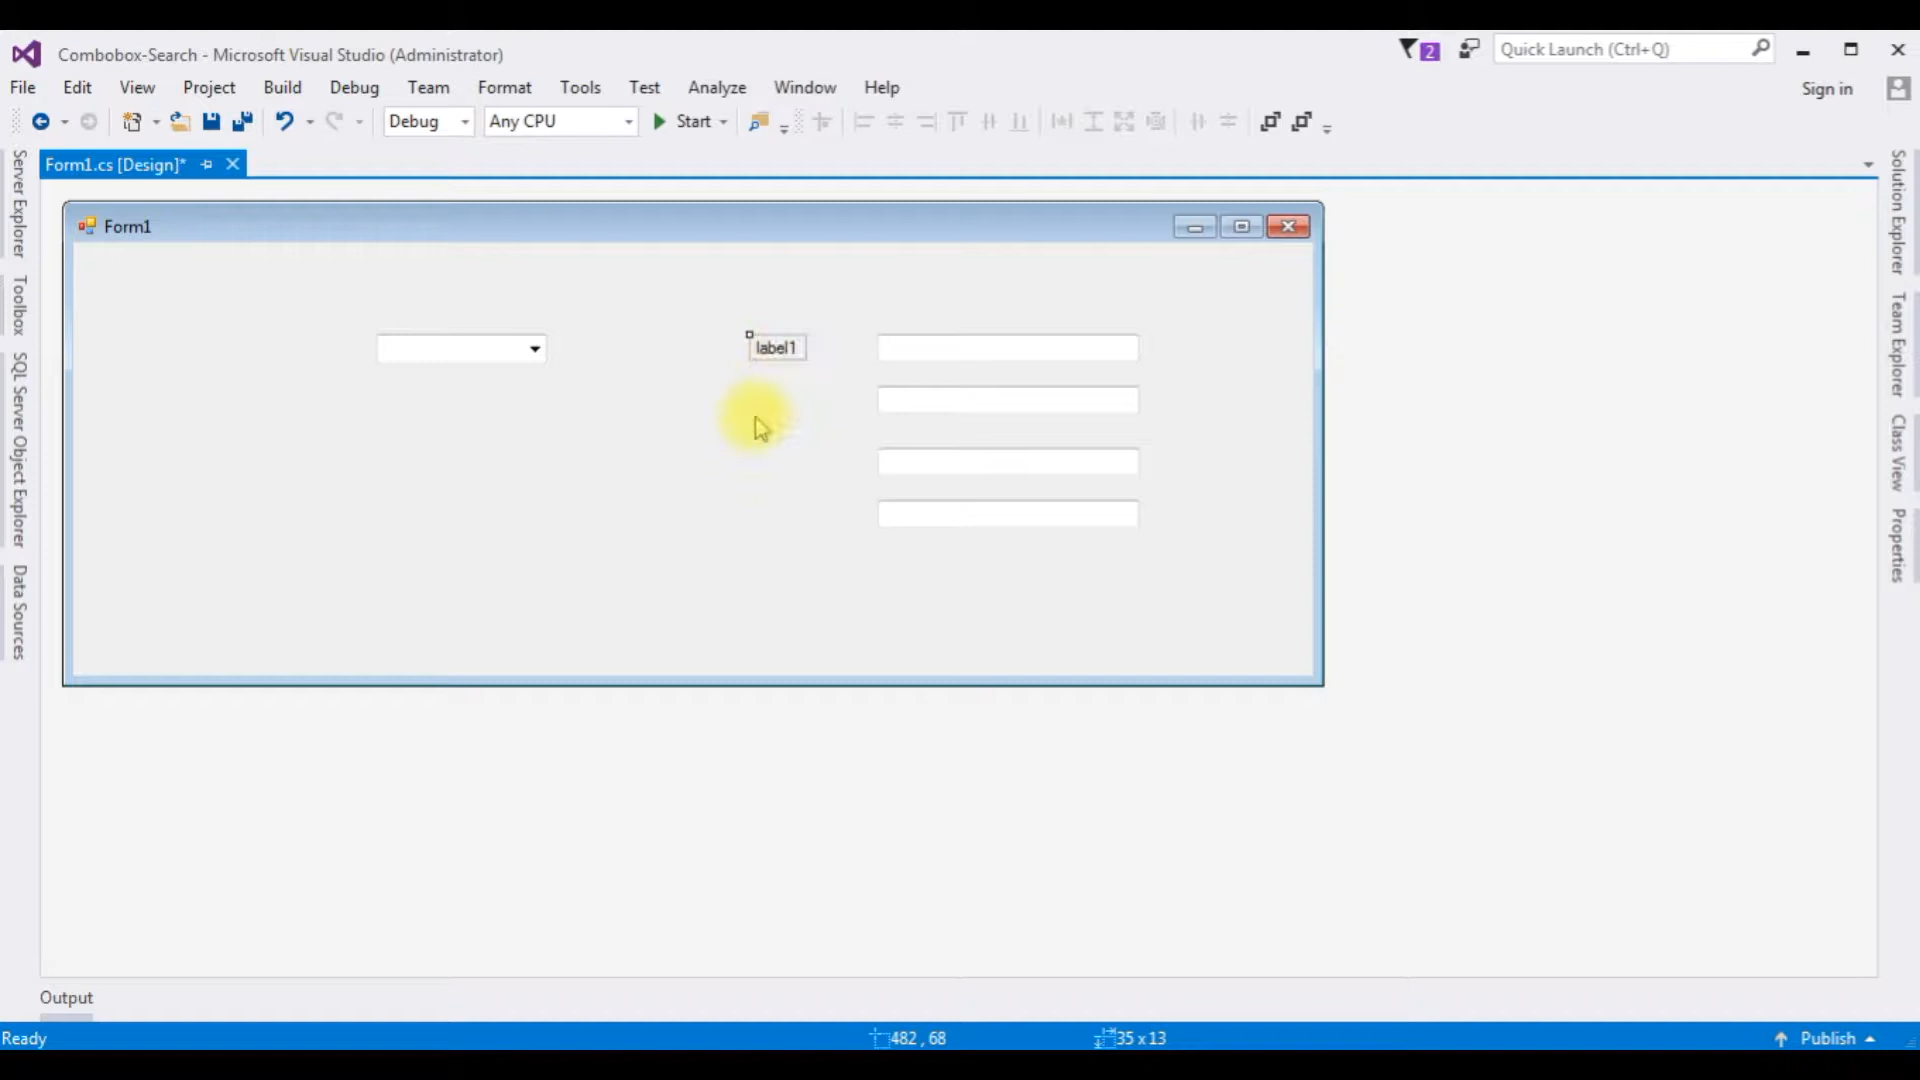 Combobox-Search - Microsoft Visual Studio (Administrator)
2
Quick Launch (Ctrl+Q)
File Edit View Project Build Debug Team Format Tools Test Analyze Window Help
Sign in
Debug Any CPU Start
Form1.cs [Design]*
Server Explorer
Toolbox
SQL Server Object Explorer
Data Sources
Form1
label1
Solution Explorer
Team Explorer
Class View
Properties
Output
Ready 482 , 68 35 x 13 Publish